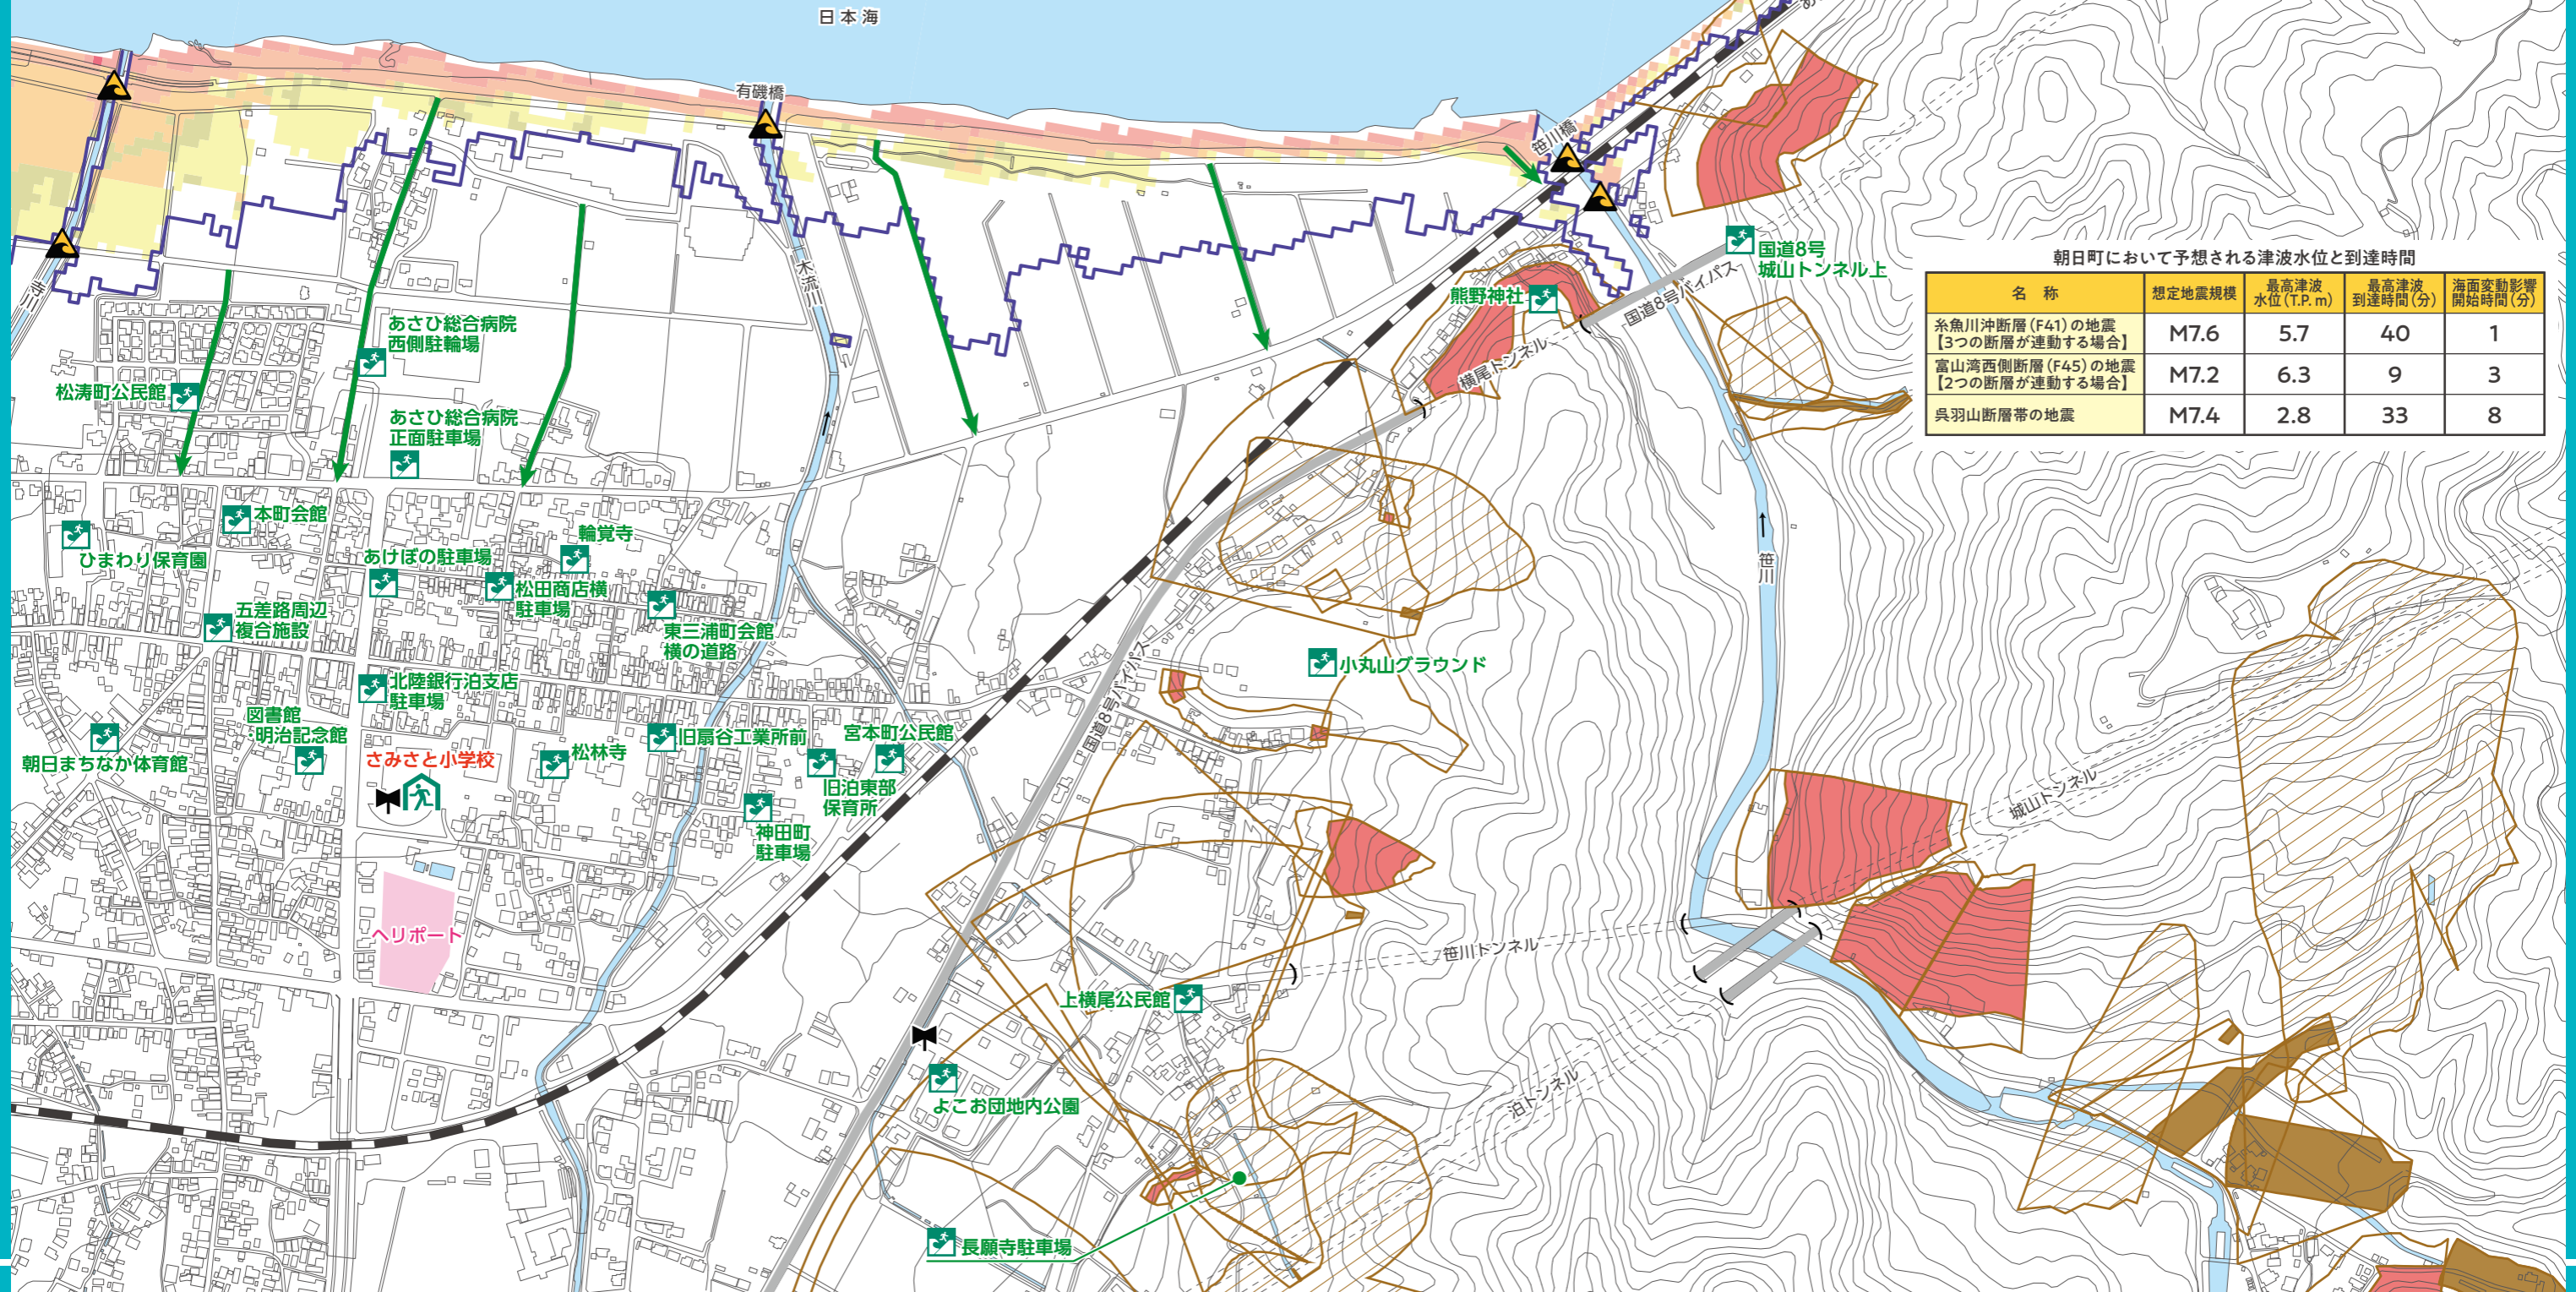 日本海
有磯橋
笹川橋
寺川
木流川
国道8号
城山トンネル上
国道8号バイパス
熊野神社
横尾トンネル
朝日町において予想される津波水位と到達時間
名 称 想定地震規模 最高津波水位(T.P. m) 最高津波到達時間(分) 海面変動影響開始時間(分)
糸魚川沖断層(F41)の地震
【3つの断層が連動する場合】 M7.6 5.7 40 1
富山湾西側断層(F45)の地震
【2つの断層が連動する場合】 M7.2 6.3 9 3
呉羽山断層帯の地震 M7.4 2.8 33 8
あさひ総合病院
西側駐輪場
松涛町公民館
あさひ総合病院
正面駐車場
本町会館
ひまわり保育園
輪覚寺
あけぼの駐車場
松田商店横
駐車場
五差路周辺
複合施設
東三浦町会館
横の道路
笹川
小丸山グラウンド
北陸銀行泊支店
駐車場
国道8号バイパス
図書館
・明治記念館
朝日まちなか体育館
さみさと小学校
松林寺
旧扇谷工業所前
宮本町公民館
旧泊東部
保育所
神田町
駐車場
城山トンネル
ヘリポート
笹川トンネル
上横尾公民館
泊トンネル
よこお団地内公園
長願寺駐車場